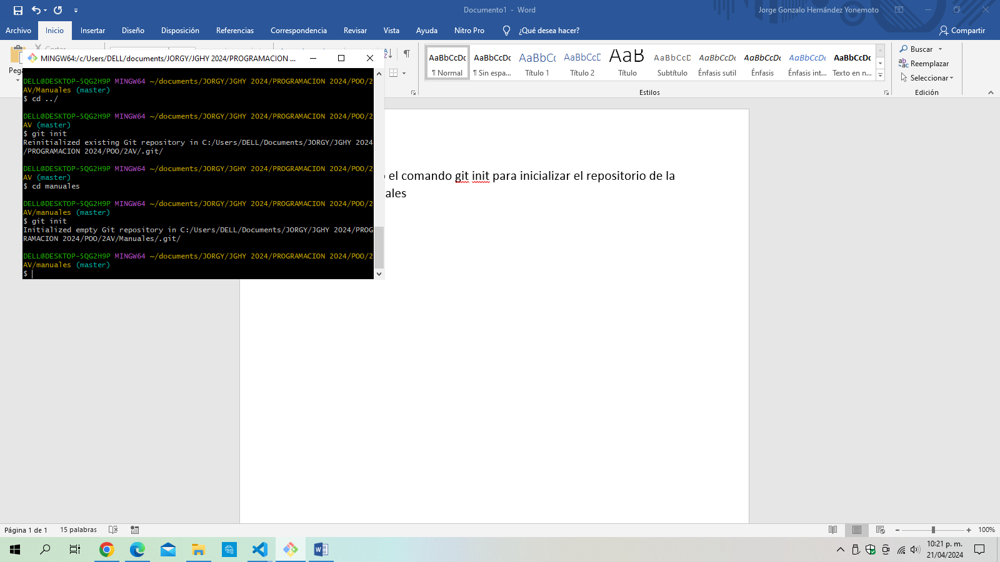 Documento1 - Word
Jorge Gonzalo Hernández Yonemoto
Archivo Inicio Insertar Diseño Disposición Referencias Correspondencia Revisar Vista Ayuda Nitro Pro ¿Qué desea hacer? Compartir
Cortar
Pega
AaBbCcDc AaBbCcDc AaBbC AaBbCcD AaB AaBbCcD AaBbCcDc AaBbCcDc AaBbCcDc AaBbCcDc
¶ Normal ¶ Sin espa... Título 1 Título 2 Título Subtítulo Énfasis sutil Énfasis Énfasis int... Texto en n...
Estilos
Buscar
Reemplazar
Seleccionar
Edición
MINGW64:/c/Users/DELL/documents/JORGY/JGHY 2024/PROGRAMACION ...
DELL@DESKTOP-5QG2H9P MINGW64 ~/documents/JORGY/JGHY 2024/PROGRAMACION 2024/POO/2
AV/Manuales (master)
$ cd ../
DELL@DESKTOP-5QG2H9P MINGW64 ~/documents/JORGY/JGHY 2024/PROGRAMACION 2024/POO/2
AV (master)
$ git init
Reinitialized existing Git repository in C:/Users/DELL/Documents/JORGY/JGHY 2024
/PROGRAMACION 2024/POO/2AV/.git/
DELL@DESKTOP-5QG2H9P MINGW64 ~/documents/JORGY/JGHY 2024/PROGRAMACION 2024/POO/2
AV (master)
$ cd manuales
DELL@DESKTOP-5QG2H9P MINGW64 ~/documents/JORGY/JGHY 2024/PROGRAMACION 2024/POO/2
AV/manuales (master)
$ git init
Initialized empty Git repository in C:/Users/DELL/Documents/JORGY/JGHY 2024/PROG
RAMACION 2024/POO/2AV/Manuales/.git/
DELL@DESKTOP-5QG2H9P MINGW64 ~/documents/JORGY/JGHY 2024/PROGRAMACION 2024/POO/2
AV/manuales (master)
$
el comando git init para inicializar el repositorio de la
ales
Página 1 de 1 15 palabras
100%
10:21 p. m.
21/04/2024